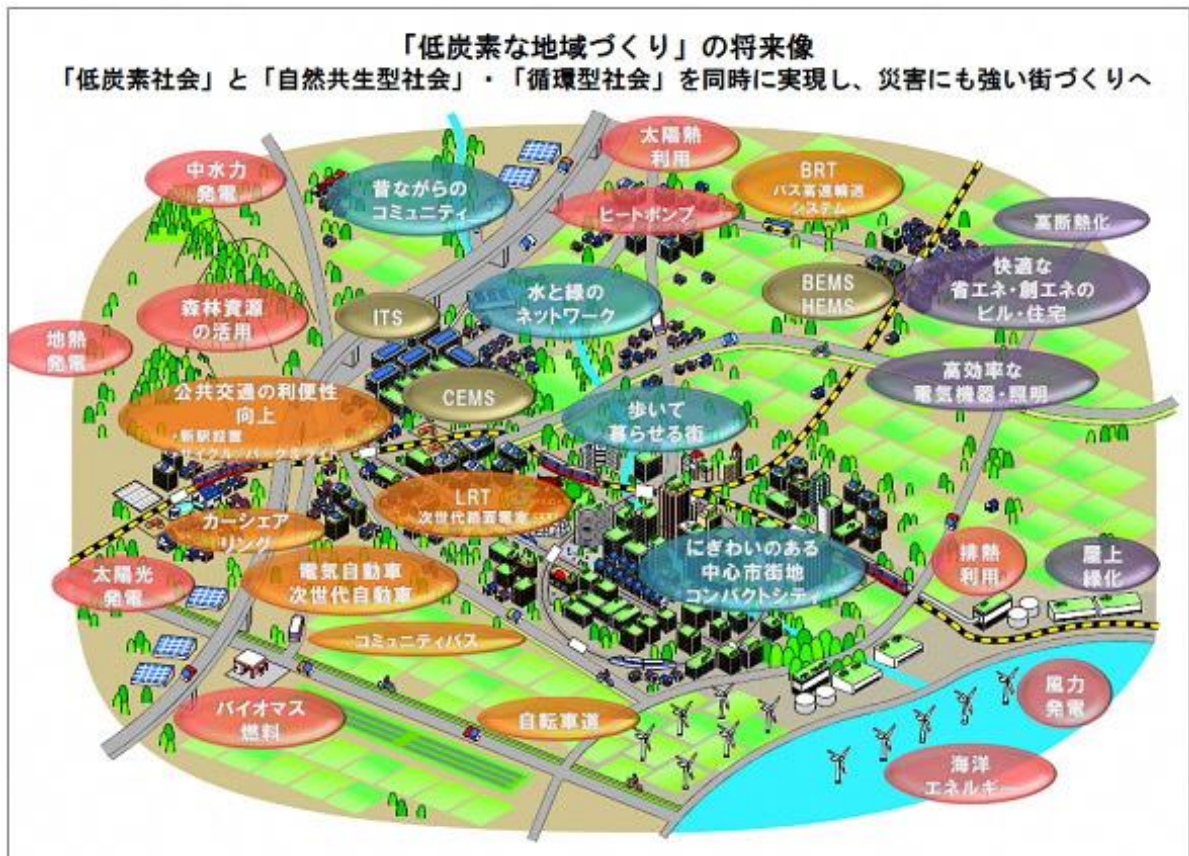 「低炭素な地域づくり」の将来像
「低炭素社会」と「自然共生型社会」・「循環型社会」を同時に実現し、災害にも強い街づくりへ
中水力
発電
昔ながらの
コミュニティ
太陽熱
利用
ヒートポンプ
BRT
バス高速輸送
システム
高断熱化
快適な
省エネ・創エネの
ビル・住宅
BEMS
HEMS
水と緑の
ネットワーク
ITS
森林資源
の活用
地熱
発電
公共交通の利便性
向上
・新駅設置
・サイクル、パーク&ライド
CEMS
歩いて
暮らせる街
高効率な
電気機器・照明
LRT
次世代路面電車
カーシェア
リング
太陽光
発電
電気自動車
次世代自動車
にぎわいのある
中心市街地
コンパクトシティ
排熱
利用
屋上
緑化
コミュニティバス
バイオマス
燃料
自転車道
風力
発電
海洋
エネルギー